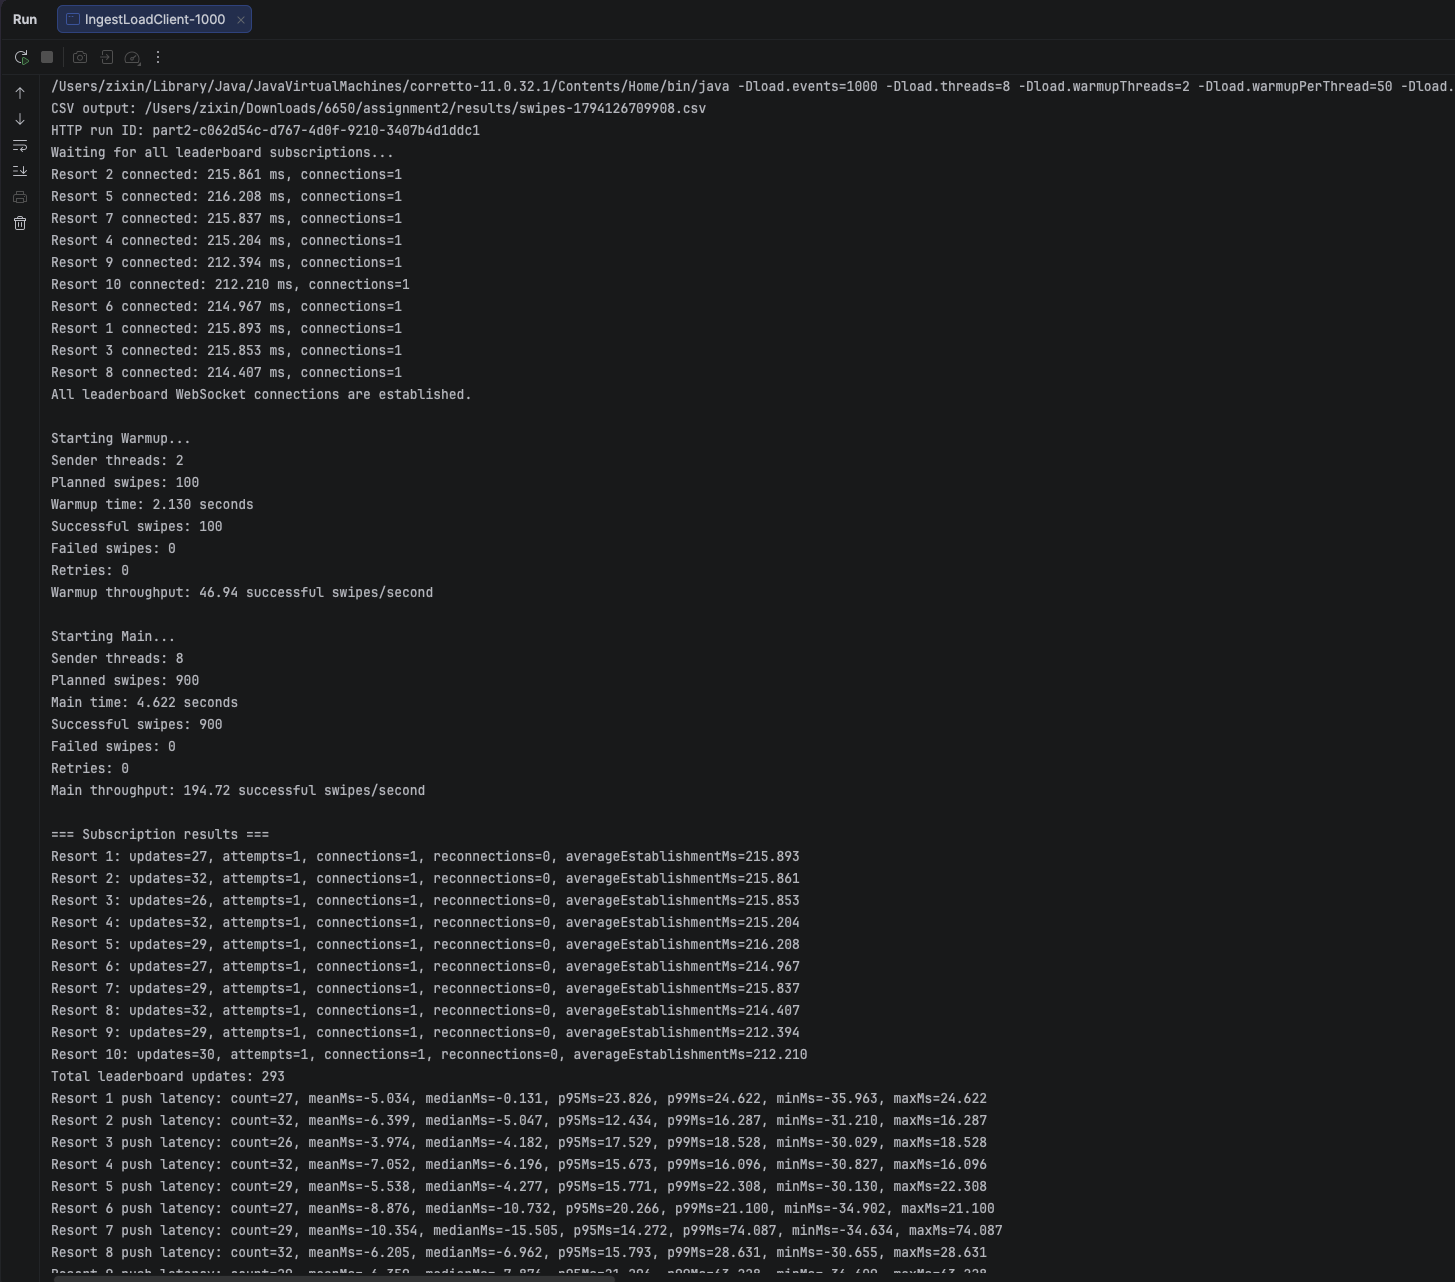 Run
IngestLoadClient-1000
/Users/zixin/Library/Java/JavaVirtualMachines/corretto-11.0.32.1/Contents/Home/bin/java -Dload.events=1000 -Dload.threads=8 -Dload.warmupThreads=2 -Dload.warmupPerThread=50 -Dload.
CSV output: /Users/zixin/Downloads/6650/assignment2/results/swipes-1794126709908.csv
HTTP run ID: part2-c062d54c-d767-4d0f-9210-3407b4d1ddc1
Waiting for all leaderboard subscriptions...
Resort 2 connected: 215.861 ms, connections=1
Resort 5 connected: 216.208 ms, connections=1
Resort 7 connected: 215.837 ms, connections=1
Resort 4 connected: 215.204 ms, connections=1
Resort 9 connected: 212.394 ms, connections=1
Resort 10 connected: 212.210 ms, connections=1
Resort 6 connected: 214.967 ms, connections=1
Resort 1 connected: 215.893 ms, connections=1
Resort 3 connected: 215.853 ms, connections=1
Resort 8 connected: 214.407 ms, connections=1
All leaderboard WebSocket connections are established.
Starting Warmup...
Sender threads: 2
Planned swipes: 100
Warmup time: 2.130 seconds
Successful swipes: 100
Failed swipes: 0
Retries: 0
Warmup throughput: 46.94 successful swipes/second
Starting Main...
Sender threads: 8
Planned swipes: 900
Main time: 4.622 seconds
Successful swipes: 900
Failed swipes: 0
Retries: 0
Main throughput: 194.72 successful swipes/second
=== Subscription results ===
Resort 1: updates=27, attempts=1, connections=1, reconnections=0, averageEstablishmentMs=215.893
Resort 2: updates=32, attempts=1, connections=1, reconnections=0, averageEstablishmentMs=215.861
Resort 3: updates=26, attempts=1, connections=1, reconnections=0, averageEstablishmentMs=215.853
Resort 4: updates=32, attempts=1, connections=1, reconnections=0, averageEstablishmentMs=215.204
Resort 5: updates=29, attempts=1, connections=1, reconnections=0, averageEstablishmentMs=216.208
Resort 6: updates=27, attempts=1, connections=1, reconnections=0, averageEstablishmentMs=214.967
Resort 7: updates=29, attempts=1, connections=1, reconnections=0, averageEstablishmentMs=215.837
Resort 8: updates=32, attempts=1, connections=1, reconnections=0, averageEstablishmentMs=214.407
Resort 9: updates=29, attempts=1, connections=1, reconnections=0, averageEstablishmentMs=212.394
Resort 10: updates=30, attempts=1, connections=1, reconnections=0, averageEstablishmentMs=212.210
Total leaderboard updates: 293
Resort 1 push latency: count=27, meanMs=-5.034, medianMs=-0.131, p95Ms=23.826, p99Ms=24.622, minMs=-35.963, maxMs=24.622
Resort 2 push latency: count=32, meanMs=-6.399, medianMs=-5.047, p95Ms=12.434, p99Ms=16.287, minMs=-31.210, maxMs=16.287
Resort 3 push latency: count=26, meanMs=-3.974, medianMs=-4.182, p95Ms=17.529, p99Ms=18.528, minMs=-30.029, maxMs=18.528
Resort 4 push latency: count=32, meanMs=-7.052, medianMs=-6.196, p95Ms=15.673, p99Ms=16.096, minMs=-30.827, maxMs=16.096
Resort 5 push latency: count=29, meanMs=-5.538, medianMs=-4.277, p95Ms=15.771, p99Ms=22.308, minMs=-30.130, maxMs=22.308
Resort 6 push latency: count=27, meanMs=-8.876, medianMs=-10.732, p95Ms=20.266, p99Ms=21.100, minMs=-34.902, maxMs=21.100
Resort 7 push latency: count=29, meanMs=-10.354, medianMs=-15.505, p95Ms=14.272, p99Ms=74.087, minMs=-34.634, maxMs=74.087
Resort 8 push latency: count=32, meanMs=-6.205, medianMs=-6.962, p95Ms=15.793, p99Ms=28.631, minMs=-30.655, maxMs=28.631